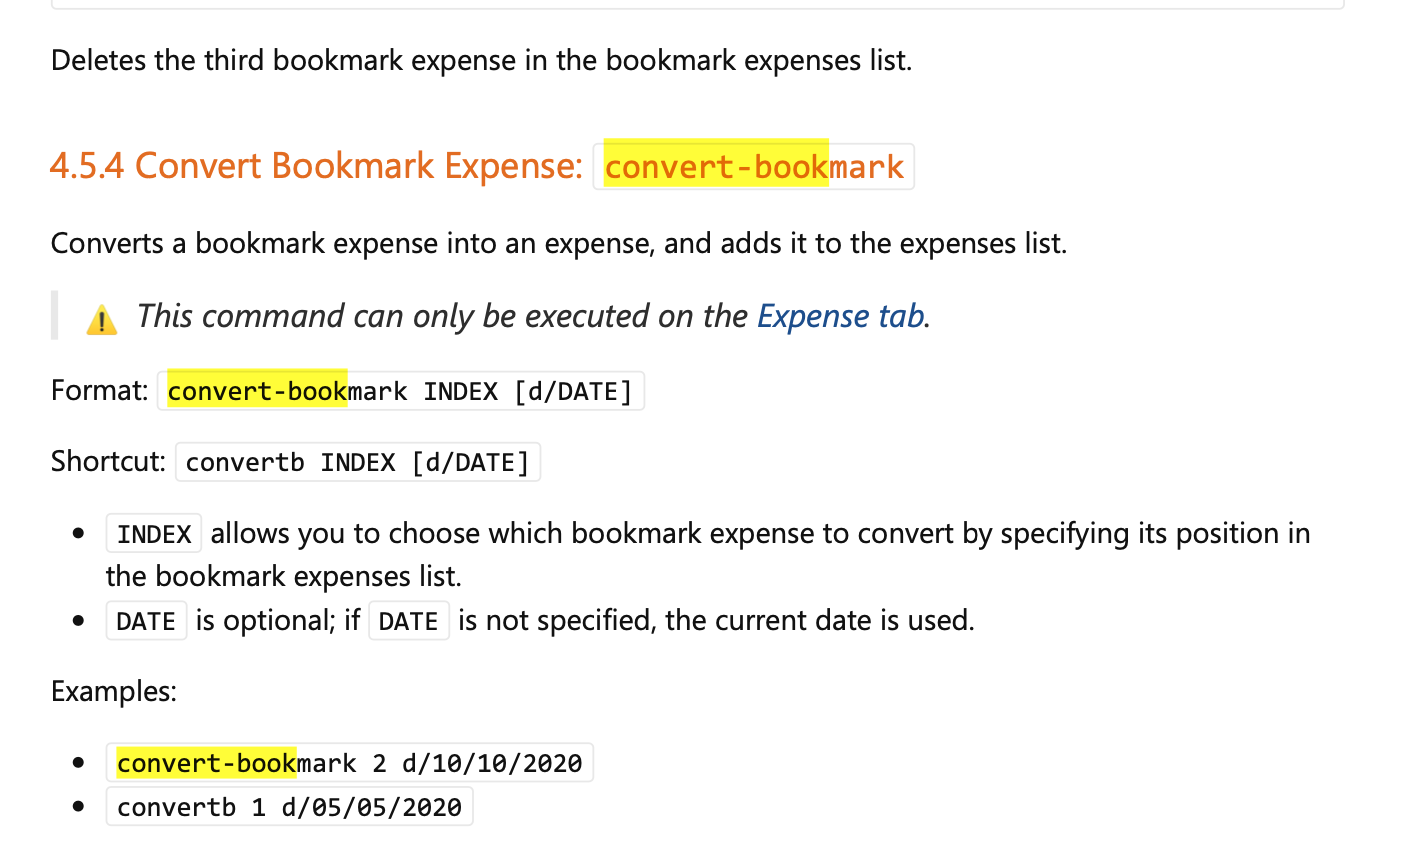 Deletes the third bookmark expense in the bookmark expenses list.
4.5.4 Convert Bookmark Expense: convert-bookmark
Converts a bookmark expense into an expense, and adds it to the expenses list.
⚠️ This command can only be executed on the Expense tab.
Format: convert-bookmark INDEX [d/DATE]
Shortcut: convertb INDEX [d/DATE]
• INDEX allows you to choose which bookmark expense to convert by specifying its position in
the bookmark expenses list.
• DATE is optional; if DATE is not specified, the current date is used.
Examples:
• convert-bookmark 2 d/10/10/2020
• convertb 1 d/05/05/2020